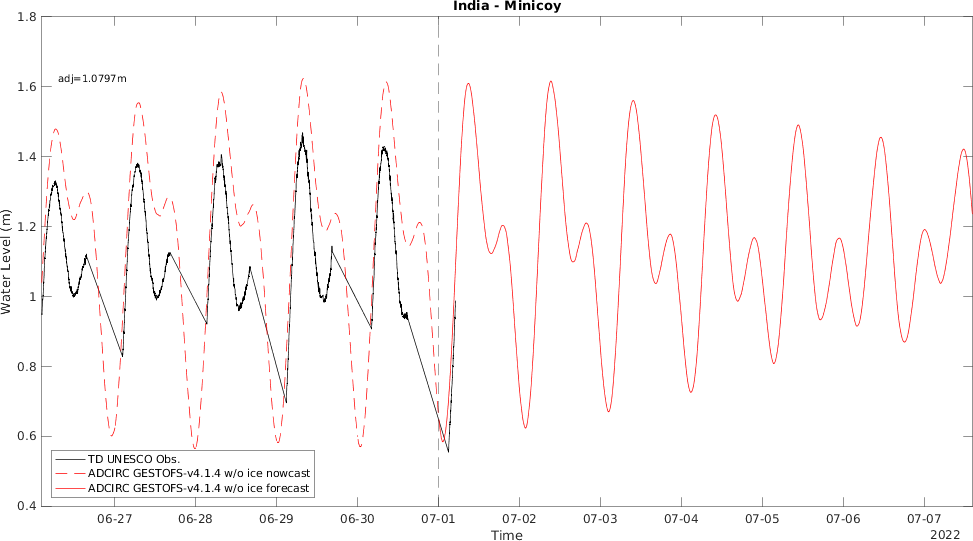 India - Minicoy
1.8
1.6
1.4
1.2
1
0.8
0.6
0.4
Water Level (m)
adj=1.0797m
TD UNESCO Obs.
ADCIRC GESTOFS-v4.1.4 w/o ice nowcast
ADCIRC GESTOFS-v4.1.4 w/o ice forecast
06-27 06-28 06-29 06-30 07-01 07-02 07-03 07-04 07-05 07-06 07-07
Time
2022